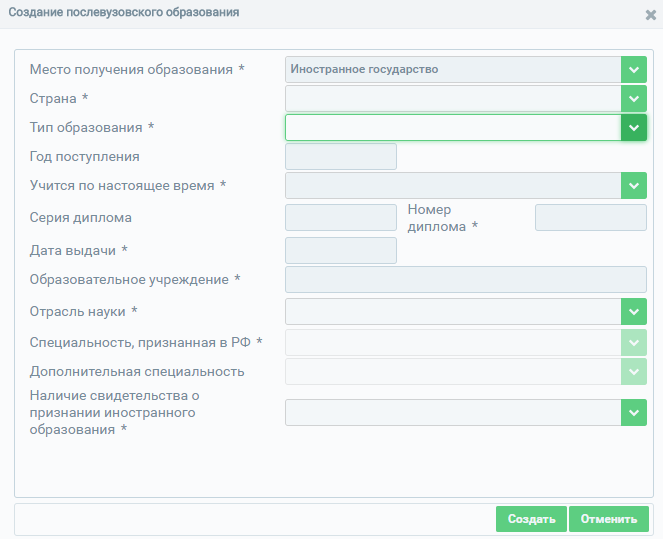 Создание послевузовского образования
Место получения образования *
Иностранное государство
Страна *
Тип образования *
Год поступления
Учится по настоящее время *
Серия диплома
Номер
диплома *
Дата выдачи *
Образовательное учреждение *
Отрасль науки *
Специальность, признанная в РФ *
Дополнительная специальность
Наличие свидетельства о
признании иностранного
образования *
Создать
Отменить